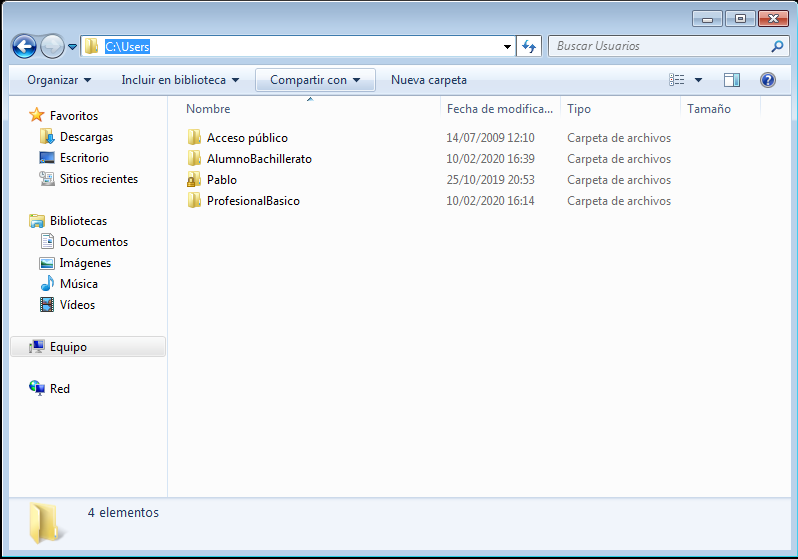 C:\Users
Buscar Usuarios
Organizar Incluir en biblioteca Compartir con Nueva carpeta
Favoritos
Descargas
Escritorio
Sitios recientes
Bibliotecas
Documentos
Imágenes
Música
Vídeos
Equipo
Red
Nombre Fecha de modifica... Tipo Tamaño
Acceso público 14/07/2009 12:10 Carpeta de archivos
AlumnoBachillerato 10/02/2020 16:39 Carpeta de archivos
Pablo 25/10/2019 20:53 Carpeta de archivos
ProfesionalBasico 10/02/2020 16:14 Carpeta de archivos
4 elementos